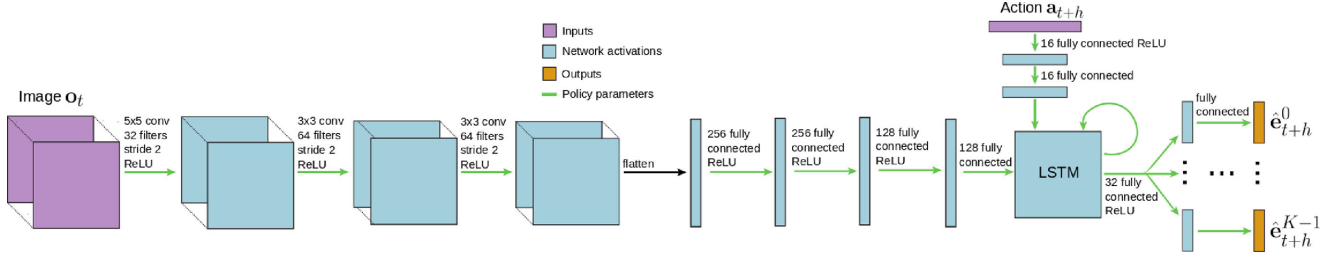 Action a_{t+h}
Inputs
Network activations
Outputs
Policy parameters
16 fully connected ReLU
16 fully connected
Image o_t
5x5 conv
32 filters
stride 2
ReLU
3x3 conv
64 filters
stride 2
ReLU
3x3 conv
64 filters
stride 2
ReLU
flatten
256 fully
connected
ReLU
256 fully
connected
ReLU
128 fully
connected
ReLU
128 fully
connected
LSTM
32 fully
connected
ReLU
fully
connected
ê^0_{t+h}
ê^{K-1}_{t+h}